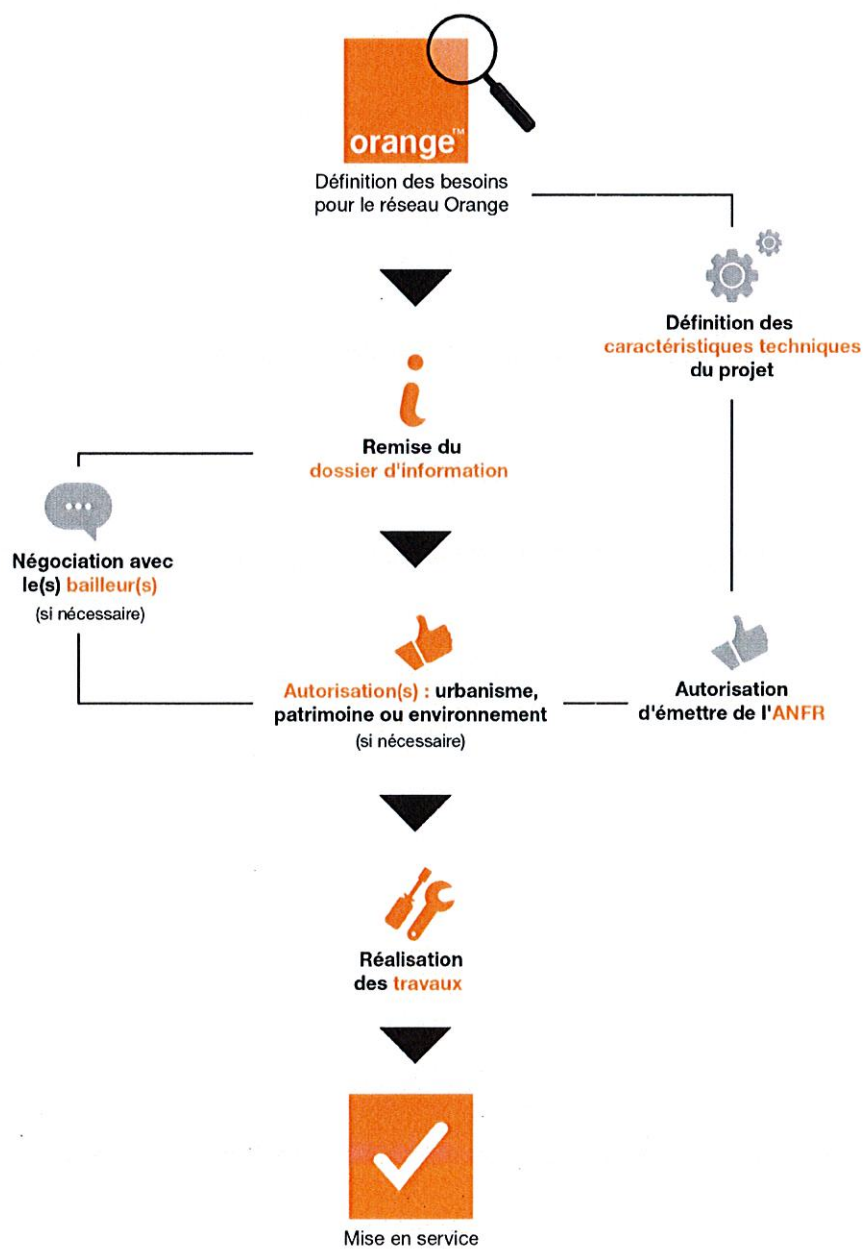 orange™
Définition des besoins
pour le réseau Orange
Définition des
caractéristiques techniques
du projet
Remise du
dossier d'information
Négociation avec
le(s) bailleur(s)
(si nécessaire)
Autorisation(s) : urbanisme,
patrimoine ou environnement
(si nécessaire)
Autorisation
d'émettre de l'ANFR
Réalisation
des travaux
Mise en service